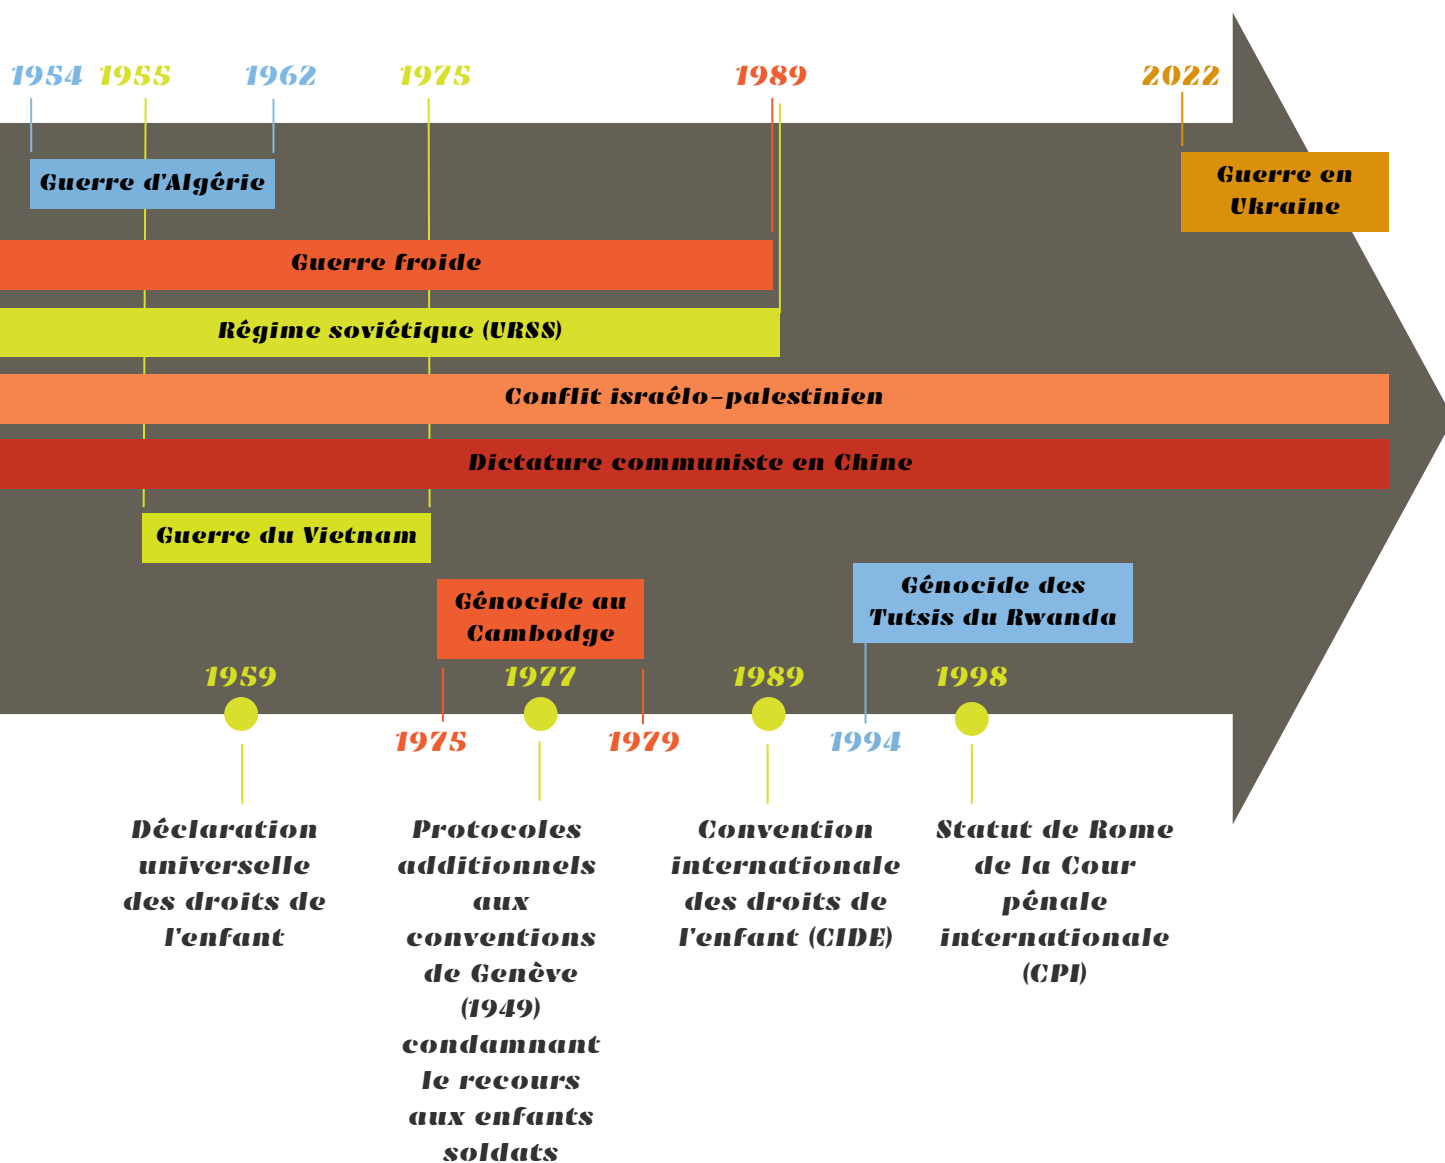 1954
1955
1962
1975
1989
2022
Guerre d'Algérie
Guerre en
Ukraine
Guerre froide
Régime soviétique (URSS)
Conflit israélo-palestinien
Dictature communiste en Chine
Guerre du Vietnam
Génocide au
Cambodge
Génocide des
Tutsis du Rwanda
1959
1977
1989
1998
1975
1979
1994
Déclaration
universelle
des droits de
l'enfant
Protocoles
additionnels
aux
conventions
de Genève
(1949)
condamnant
le recours
aux enfants
soldats
Convention
internationale
des droits de
l'enfant (CIDE)
Statut de Rome
de la Cour
pénale
internationale
(CPI)